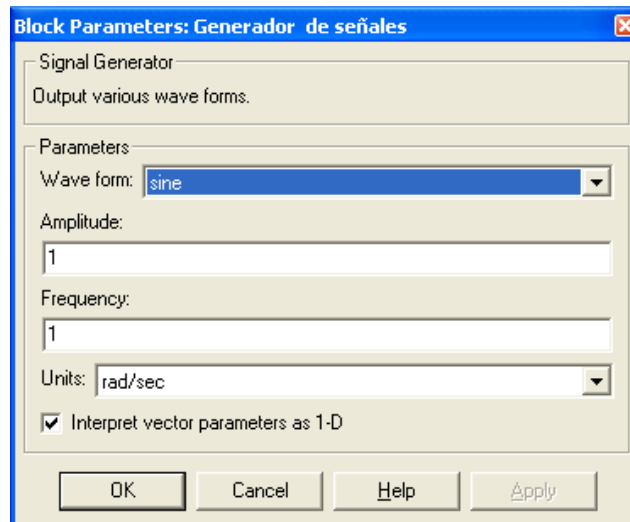 Block Parameters: Generador de señales
Signal Generator
Output various wave forms.
Parameters
Wave form: sine
Amplitude:
1
Frequency:
1
Units: rad/sec
Interpret vector parameters as 1-D
OK Cancel Help Apply